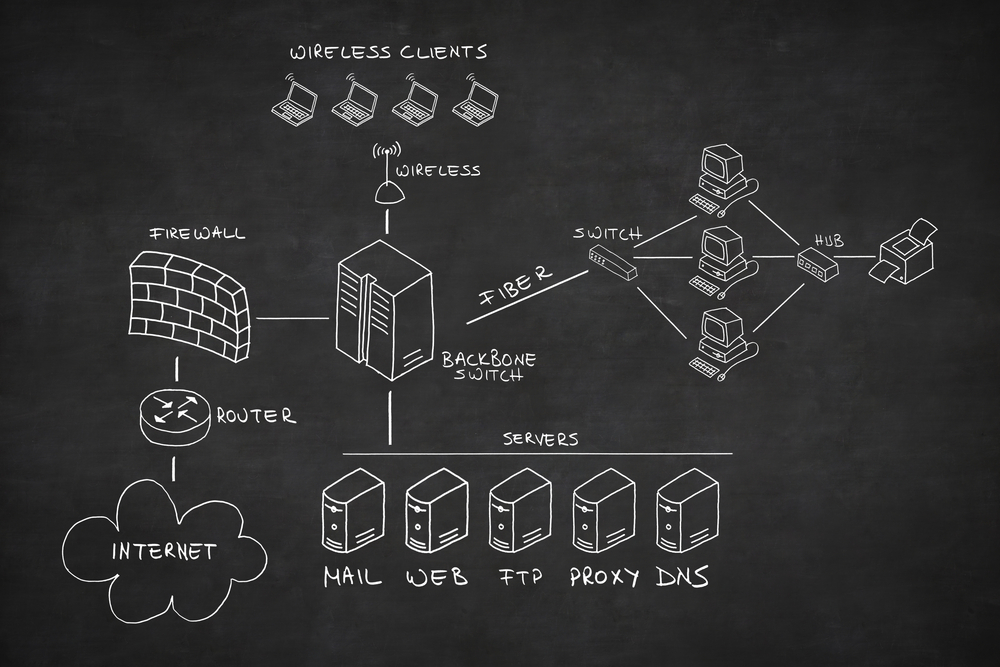 WIRELESS CLIENTS
WIRELESS
FIREWALL
SWITCH
HUB
FIBER
BACKBONE
SWITCH
ROUTER
SERVERS
INTERNET
MAIL WEB FTP PROXY DNS